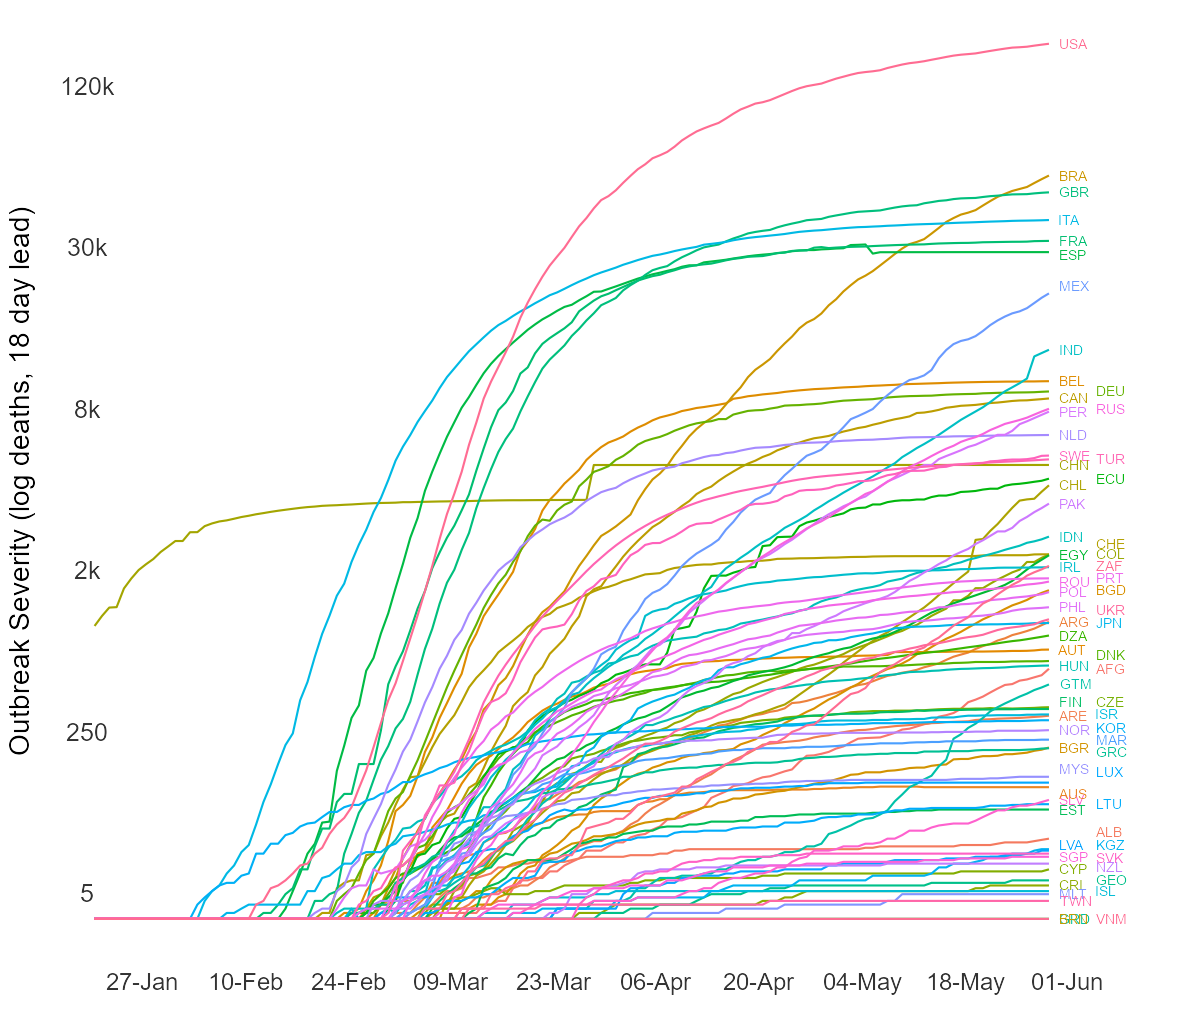 Outbreak Severity (log deaths, 18 day lead)
120k
30k
8k
2k
250
5
USA
BRA
GBR
ITA
FRA
ESP
MEX
IND
BEL
DEU
CAN
RUS
PER
NLD
SWE
TUR
CHN
ECU
CHL
PAK
IDN
CHE
EGY
COL
IRL
ZAF
ROU
PRT
POL
BGD
PHL
UKR
ARG
JPN
DZA
AUT
DNK
HUN
AFG
GTM
FIN
CZE
ARE
ISR
NOR
KOR
MAR
BGR
GRC
MYS
LUX
AUS
SLV
LTU
EST
ALB
LVA
KGZ
SGP
SVK
CYP
NZL
CRL
GEO
MLT
ISL
TWN
VNM
27-Jan
10-Feb
24-Feb
09-Mar
23-Mar
06-Apr
20-Apr
04-May
18-May
01-Jun